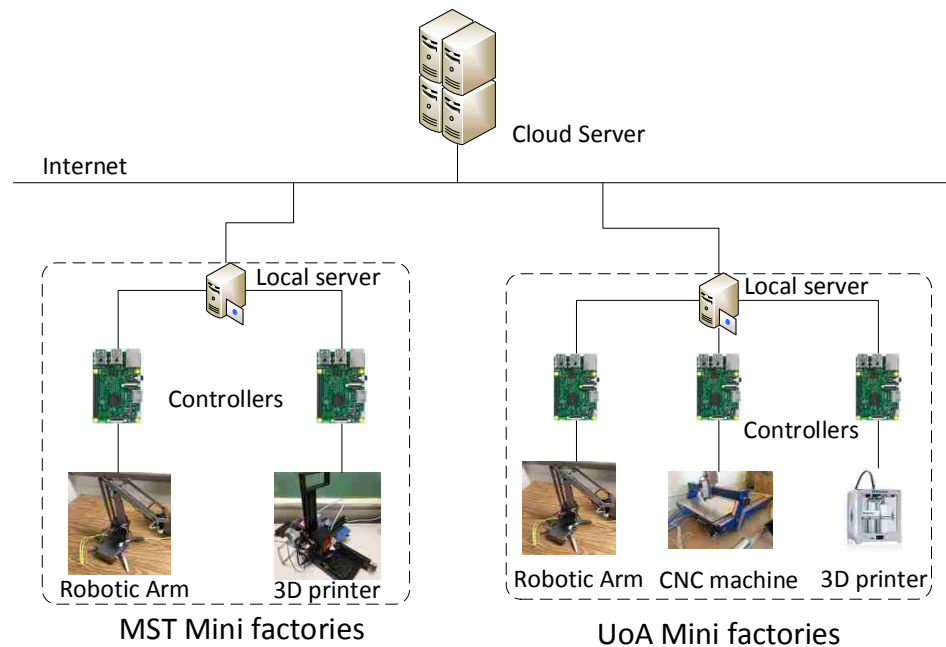 Cloud Server
Internet
Local server
Controllers
Robotic Arm
3D printer
MST Mini factories
Local server
Controllers
Robotic Arm
CNC machine
3D printer
UoA Mini factories